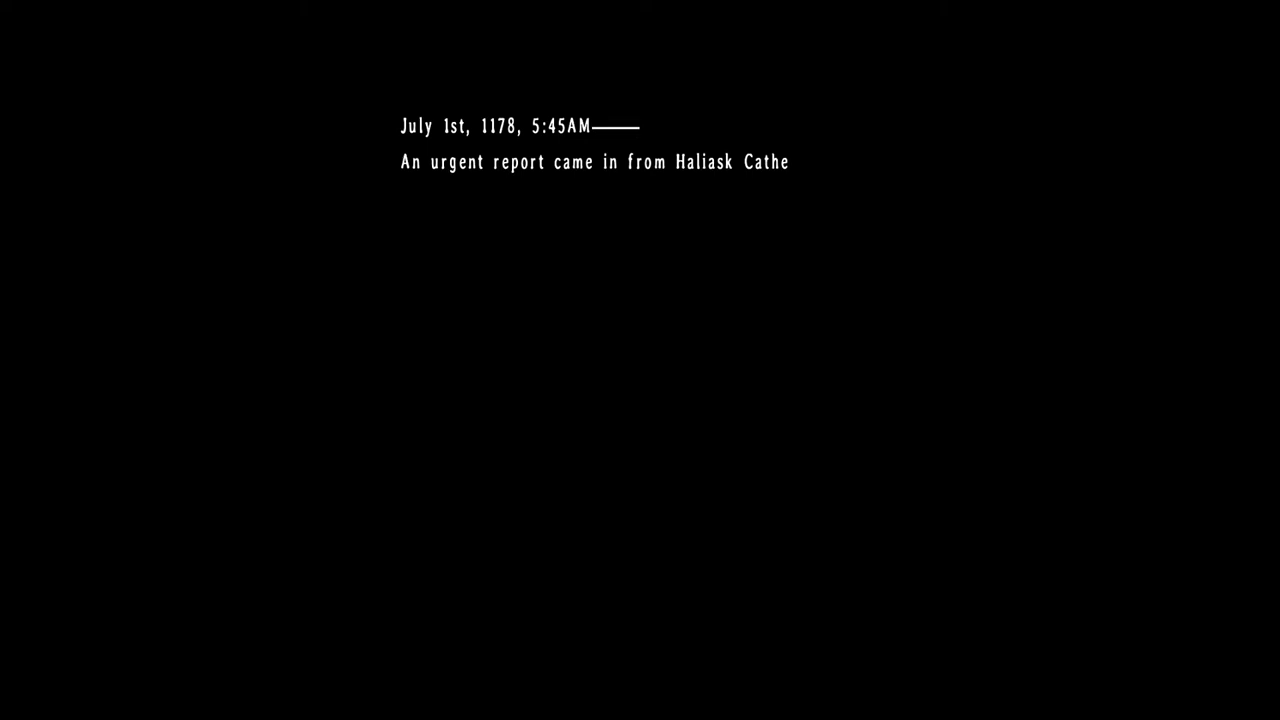 July 1st, 1178, 5:45AM———
An urgent report came in from Haliask Cathe